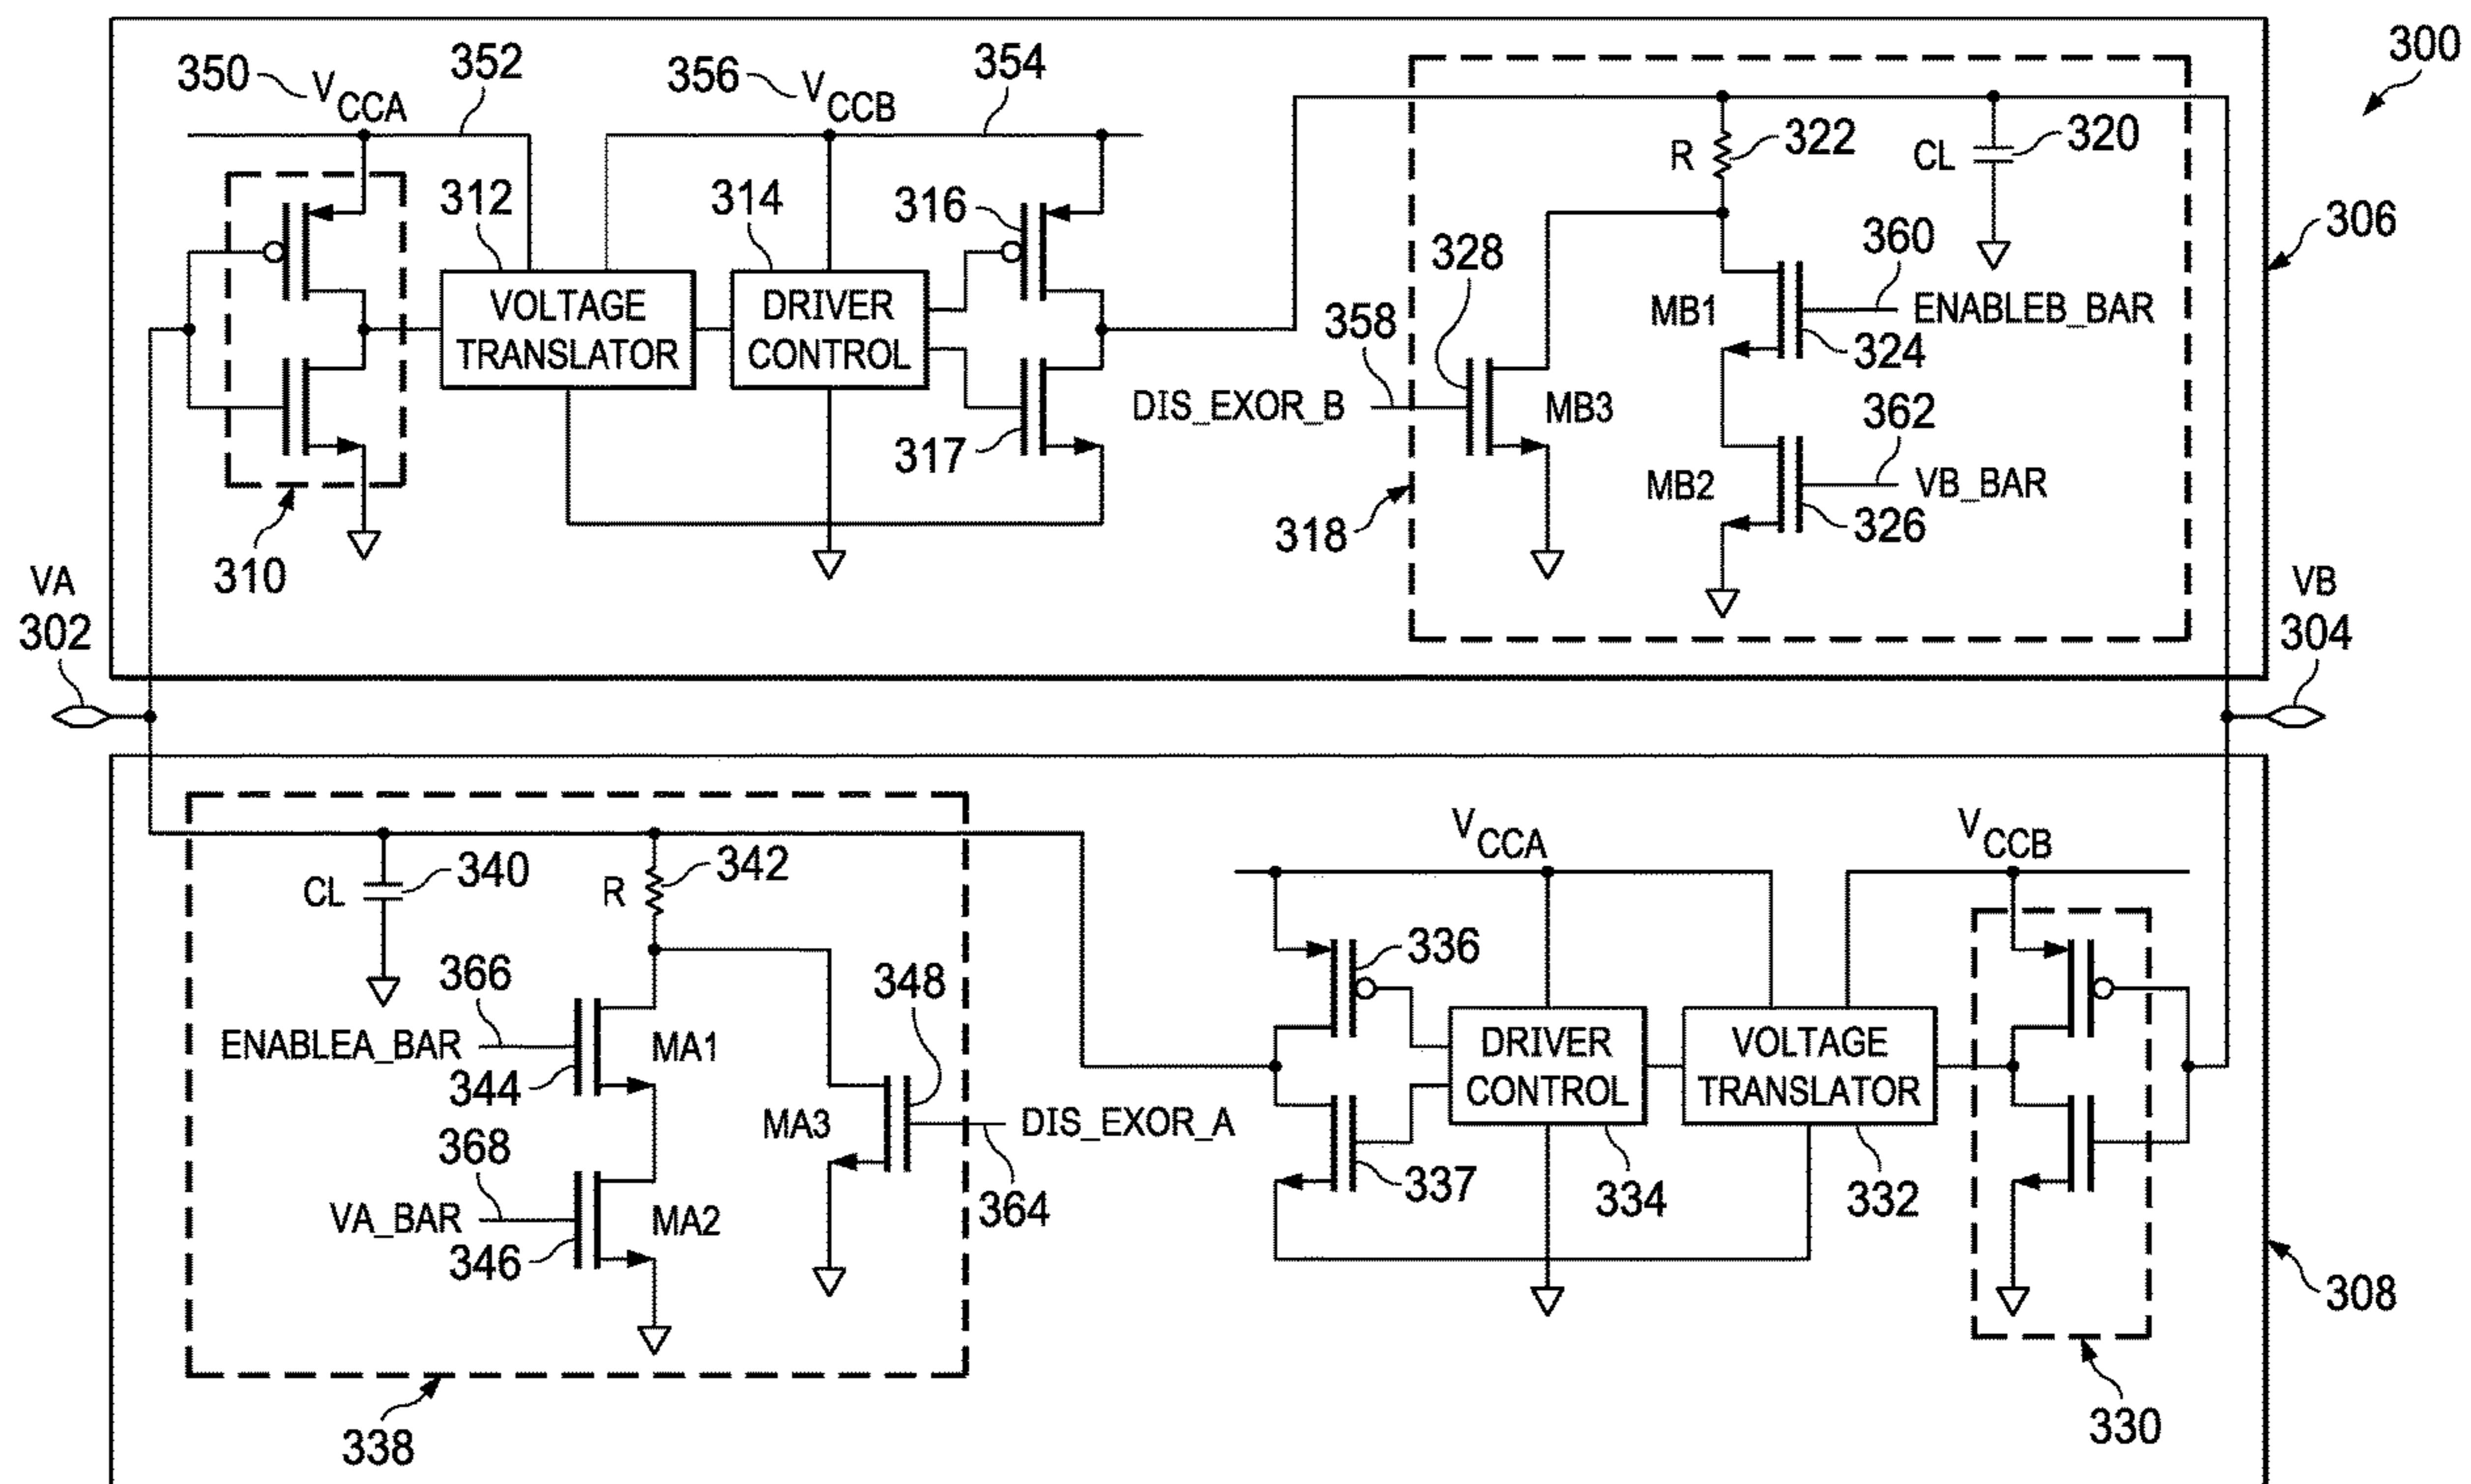 300
350 VCCA 352
356 VCCB 354
312
314
316
VOLTAGE TRANSLATOR
DRIVER CONTROL
317
310
R 322
CL 320
306
328
358
DIS_EXOR_B
MB3
MB1
360
ENABLEB_BAR
324
MB2
362
VB_BAR
326
318
VA
302
VB
304
CL 340
R 342
366
ENABLEA_BAR
344
MA1
348
MA3
DIS_EXOR_A
364
368
VA_BAR
346
MA2
338
VCCA
VCCB
336
337
DRIVER CONTROL
VOLTAGE TRANSLATOR
334
332
308
330